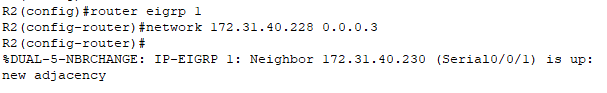 R2(config)#router eigrp 1
R2(config-router)#network 172.31.40.228 0.0.0.3
R2(config-router)#
%DUAL-5-NBRCHANGE: IP-EIGRP 1: Neighbor 172.31.40.230 (Serial0/0/1) is up:
new adjacency